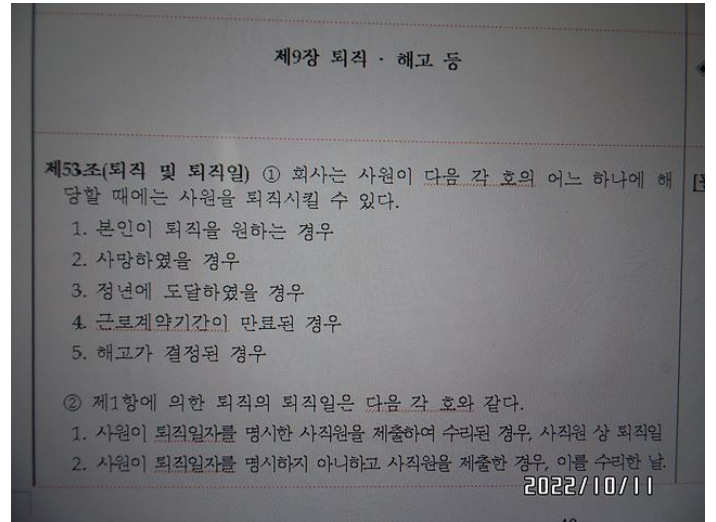 제9장 퇴직 · 해고 등
제53조(퇴직 및 퇴직일) ① 회사는 사원이 다음 각 호의 어느 하나에 해
당할 때에는 사원을 퇴직시킬 수 있다.
1. 본인이 퇴직을 원하는 경우
2. 사망하였을 경우
3. 정년에 도달하였을 경우
4. 근로계약기간이 만료된 경우
5. 해고가 결정된 경우
② 제1항에 의한 퇴직의 퇴직일은 다음 각 호와 같다.
1. 사원이 퇴직일자를 명시한 사직원을 제출하여 수리된 경우, 사직원 상 퇴직일
2. 사원이 퇴직일자를 명시하지 아니하고 사직원을 제출한 경우, 이를 수리한 날.
2022/10/11